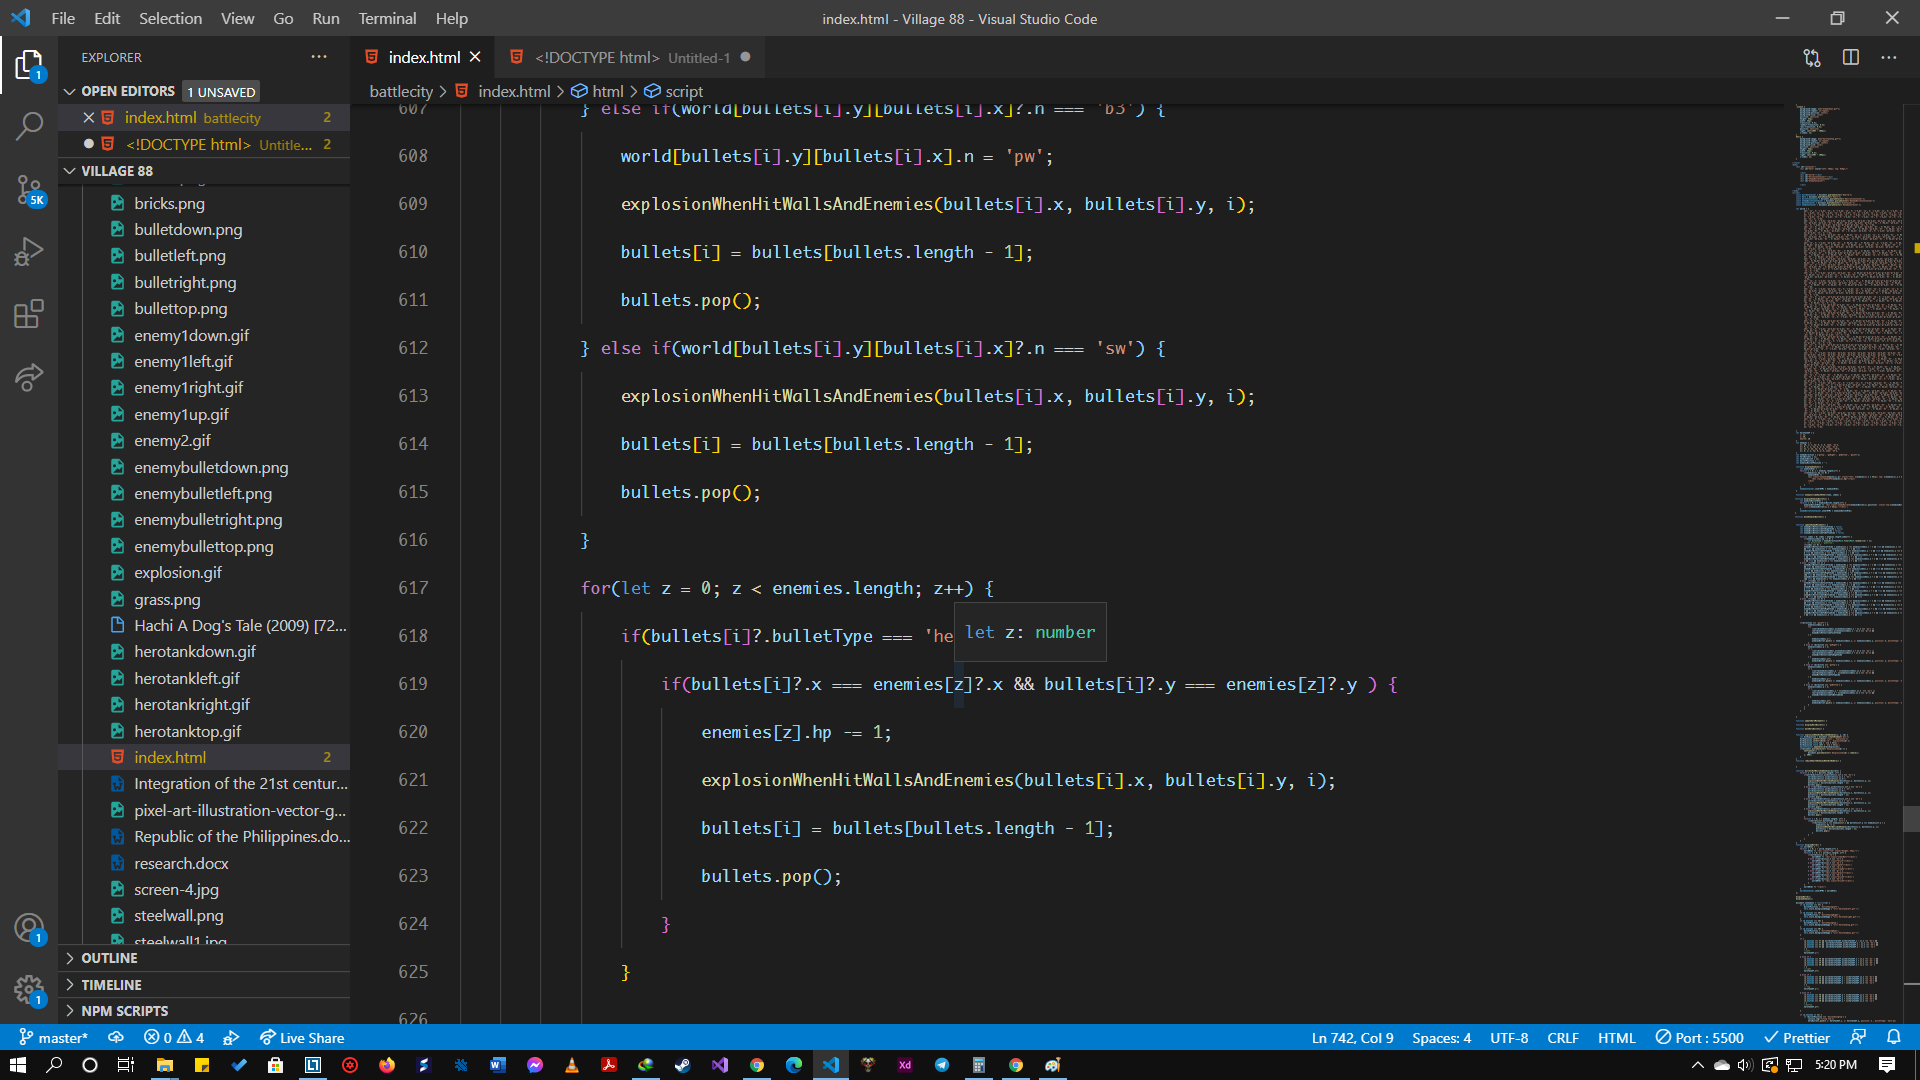 File Edit Selection View Go Run Terminal Help
index.html - Village 88 - Visual Studio Code
EXPLORER
OPEN EDITORS 1 UNSAVED
index.html battlecity 2
<!DOCTYPE html> Untitle... 2
VILLAGE 88
bricks.png
bulletdown.png
bulletleft.png
bulletright.png
bullettop.png
enemy1down.gif
enemy1left.gif
enemy1right.gif
enemy1up.gif
enemy2.gif
enemybulletdown.png
enemybulletleft.png
enemybulletright.png
enemybullettop.png
explosion.gif
grass.png
Hachi A Dog's Tale (2009) [72...
herotankdown.gif
herotankleft.gif
herotankright.gif
herotanktop.gif
index.html 2
Integration of the 21st centur...
pixel-art-illustration-vector-g...
Republic of the Philippines.do...
research.docx
screen-4.jpg
steelwall.png
steelwall1.jpg
OUTLINE
TIMELINE
NPM SCRIPTS
1
5K
1
1
index.html
<!DOCTYPE html> Untitled-1
battlecity > index.html > html > script
607 } else if(world[bullets[i].y][bullets[i].x]?.n === 'b3') {
608 world[bullets[i].y][bullets[i].x].n = 'pw';
609 explosionWhenHitWallsAndEnemies(bullets[i].x, bullets[i].y, i);
610 bullets[i] = bullets[bullets.length - 1];
611 bullets.pop();
612 } else if(world[bullets[i].y][bullets[i].x]?.n === 'sw') {
613 explosionWhenHitWallsAndEnemies(bullets[i].x, bullets[i].y, i);
614 bullets[i] = bullets[bullets.length - 1];
615 bullets.pop();
616 }
617 for(let z = 0; z < enemies.length; z++) {
618 if(bullets[i]?.bulletType === 'he
let z: number
619 if(bullets[i]?.x === enemies[z]?.x && bullets[i]?.y === enemies[z]?.y ) {
620 enemies[z].hp -= 1;
621 explosionWhenHitWallsAndEnemies(bullets[i].x, bullets[i].y, i);
622 bullets[i] = bullets[bullets.length - 1];
623 bullets.pop();
624 }
625 }
626
master* 0 4 Live Share
Ln 742, Col 9 Spaces: 4 UTF-8 CRLF HTML Port : 5500 Prettier
5:20 PM